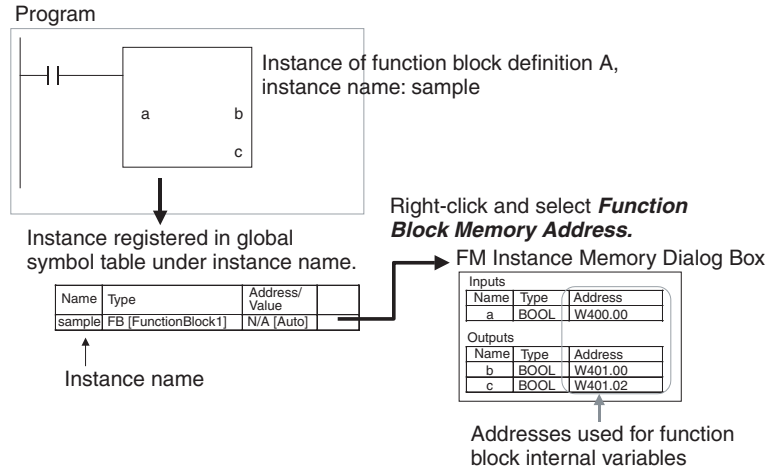 Program
Instance of function block definition A,
instance name: sample
a b
c
Instance registered in global
symbol table under instance name.
Name Type Address/
Value
sample FB [FunctionBlock1] N/A [Auto]
Instance name
Right-click and select Function
Block Memory Address.
FM Instance Memory Dialog Box
Inputs
Name Type Address
a BOOL W400.00
Outputs
Name Type Address
b BOOL W401.00
c BOOL W401.02
Addresses used for function
block internal variables